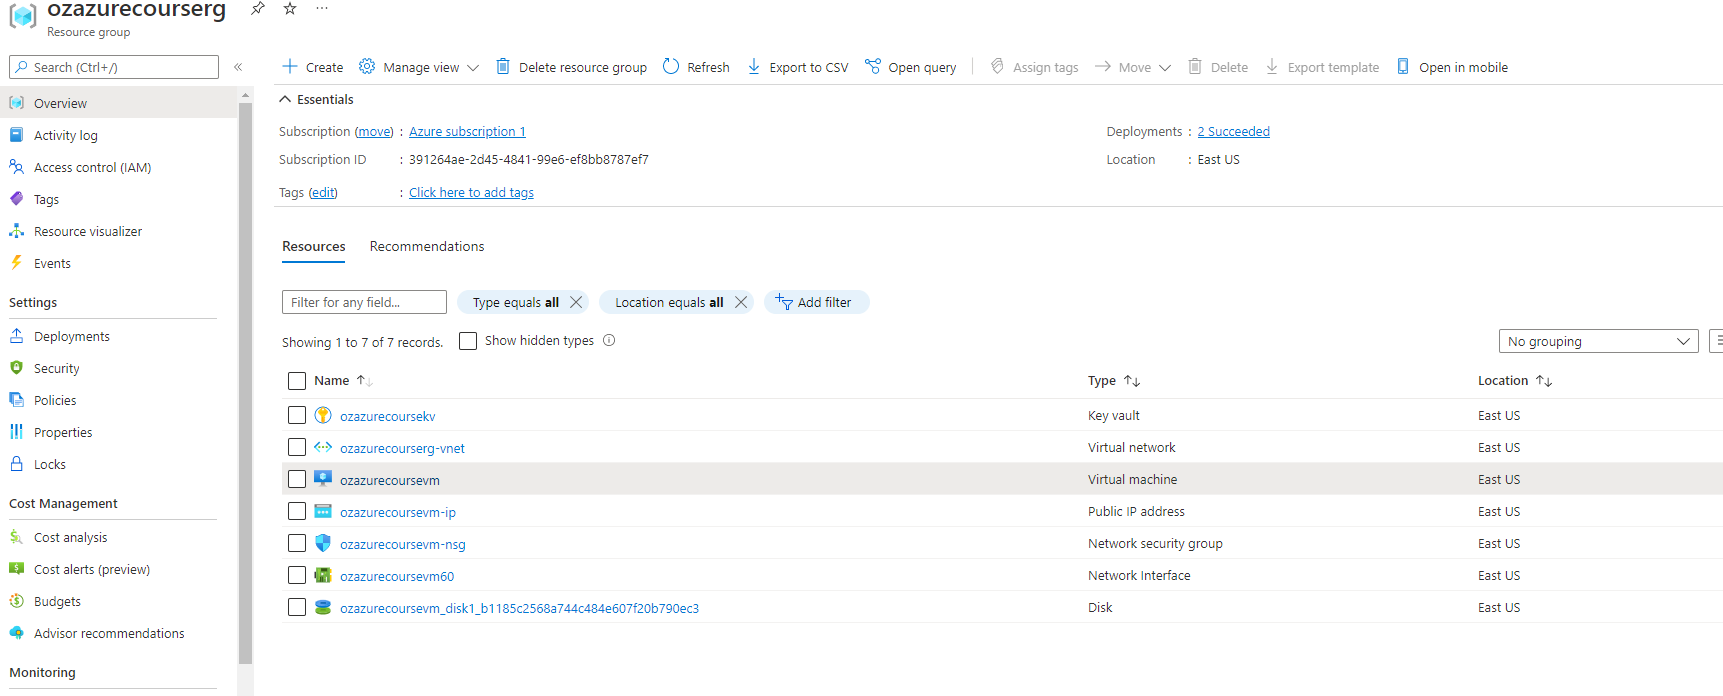 ozazurecourserg
Resource group
Search (Ctrl+/)
Create
Manage view
Delete resource group
Refresh
Export to CSV
Open query
Assign tags
Move
Delete
Export template
Open in mobile
Overview
Activity log
Access control (IAM)
Tags
Resource visualizer
Events
Settings
Deployments
Security
Policies
Properties
Locks
Cost Management
Cost analysis
Cost alerts (preview)
Budgets
Advisor recommendations
Monitoring
Essentials
Subscription (move) : Azure subscription 1
Subscription ID : 391264ae-2d45-4841-99e6-ef8bb8787ef7
Tags (edit) : Click here to add tags
Deployments : 2 Succeeded
Location : East US
Resources Recommendations
Filter for any field...
Type equals all
Location equals all
Add filter
Showing 1 to 7 of 7 records.
Show hidden types
No grouping
Name Type Location
ozazurecoursekv Key vault East US
ozazurecourserg-vnet Virtual network East US
ozazurecoursevm Virtual machine East US
ozazurecoursevm-ip Public IP address East US
ozazurecoursevm-nsg Network security group East US
ozazurecoursevm60 Network Interface East US
ozazurecoursevm_disk1_b1185c2568a744c484e607f20b790ec3 Disk East US